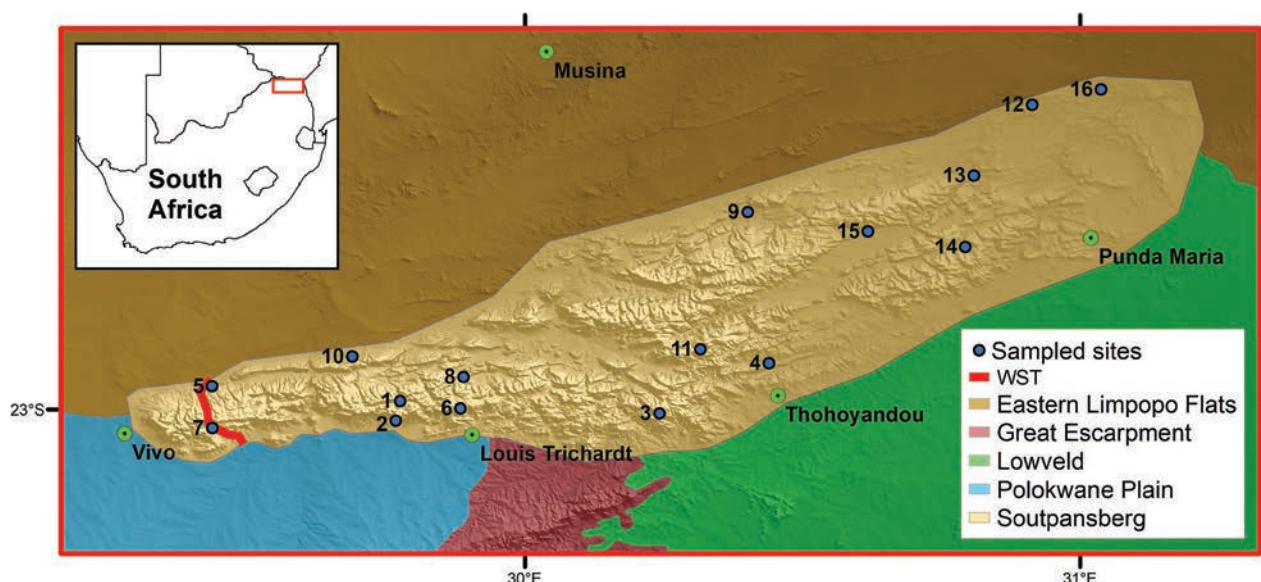 South
Africa
Musina
16
12
13
9
15
14
Punda Maria
10
11
8
4
5
1
6
3
2
7
23°S
Thohoyandou
Vivo
Louis Trichardt
Sampled sites
WST
Eastern Limpopo Flats
Great Escarpment
Lowveld
Polokwane Plain
Soutpansberg
30°E
31°E